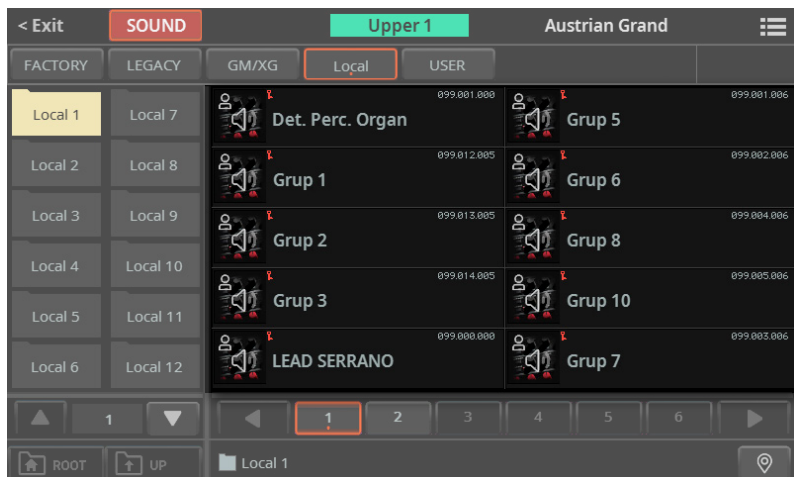 < Exit SOUND Upper 1 Austrian Grand
FACTORY LEGACY GM/XG Local USER
Local 1 Local 7
Local 2 Local 8
Local 3 Local 9
Local 4 Local 10
Local 5 Local 11
Local 6 Local 12
099.001.000 099.001.006
Det. Perc. Organ Grup 5
099.012.005 099.002.006
Grup 1 Grup 6
099.013.005 099.004.006
Grup 2 Grup 8
099.014.005 099.005.006
Grup 3 Grup 10
099.000.000 099.003.006
LEAD SERRANO Grup 7
1 1 2 3 4 5 6
ROOT UP Local 1